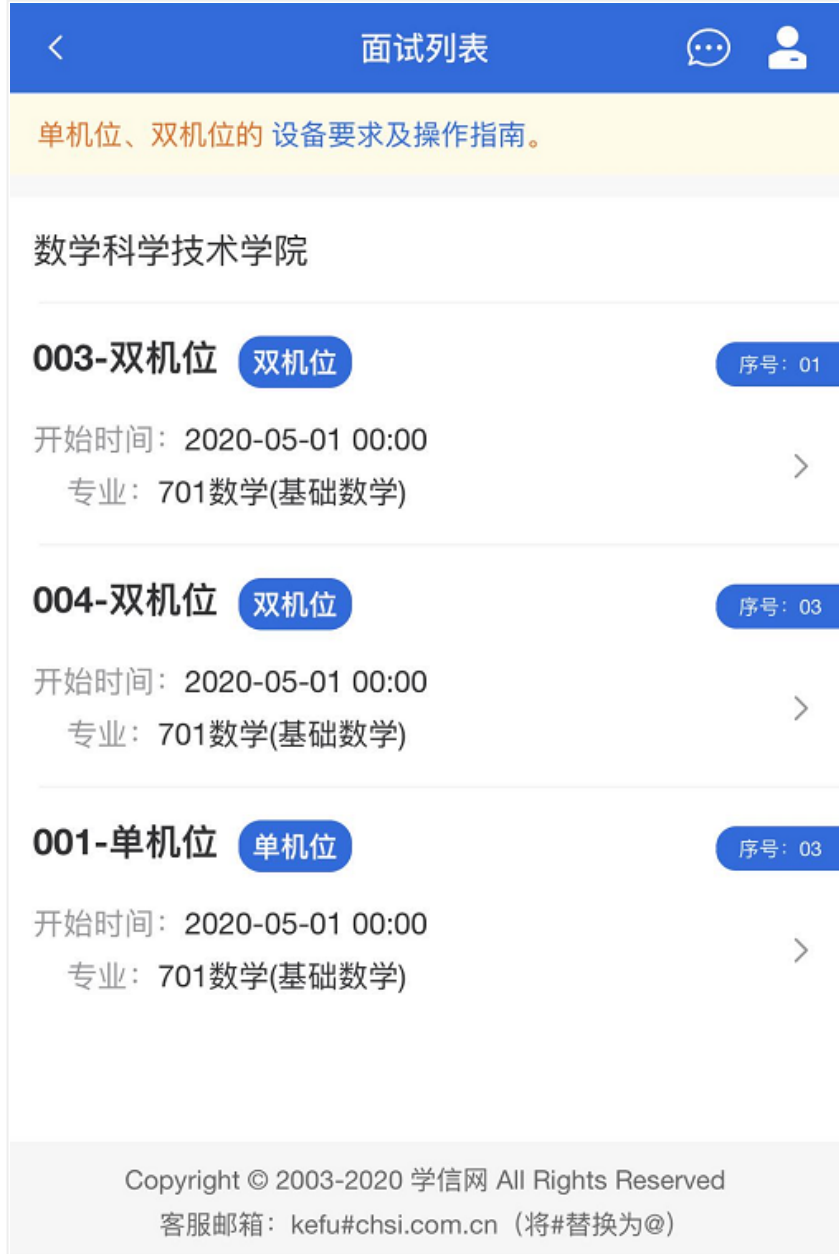 面试列表
单机位、双机位的 设备要求及操作指南。
数学科学技术学院
003-双机位 双机位 序号：01
开始时间：2020-05-01 00:00
专业：701数学(基础数学)
004-双机位 双机位 序号：03
开始时间：2020-05-01 00:00
专业：701数学(基础数学)
001-单机位 单机位 序号：03
开始时间：2020-05-01 00:00
专业：701数学(基础数学)
Copyright © 2003-2020 学信网 All Rights Reserved
客服邮箱：kefu#chsi.com.cn（将#替换为@）